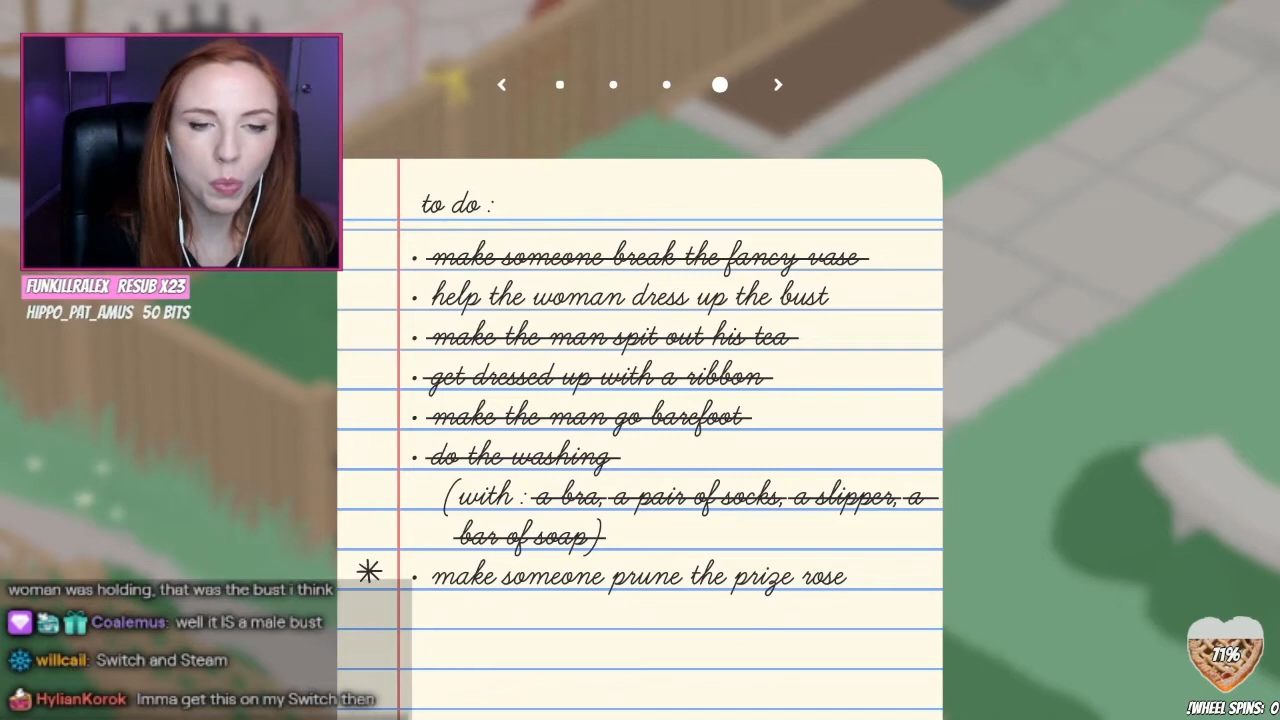 FUNKILLRALEX RESUB X23
HIPPO_PAT_AMUS 50 BITS
to do :
• make someone break the fancy vase
• help the woman dress up the bust
• make the man spit out his tea
• get dressed up with a ribbon
• make the man go barefoot
• do the washing
(with : a bra, a pair of socks, a slipper, a
bar of soap)
• make someone prune the prize rose
woman was holding, that was the bust i think
Coalemus: well it IS a male bust
willcail: Switch and Steam
HylianKorok Imma get this on my Switch then
71%
!WHEEL SPINS: 0